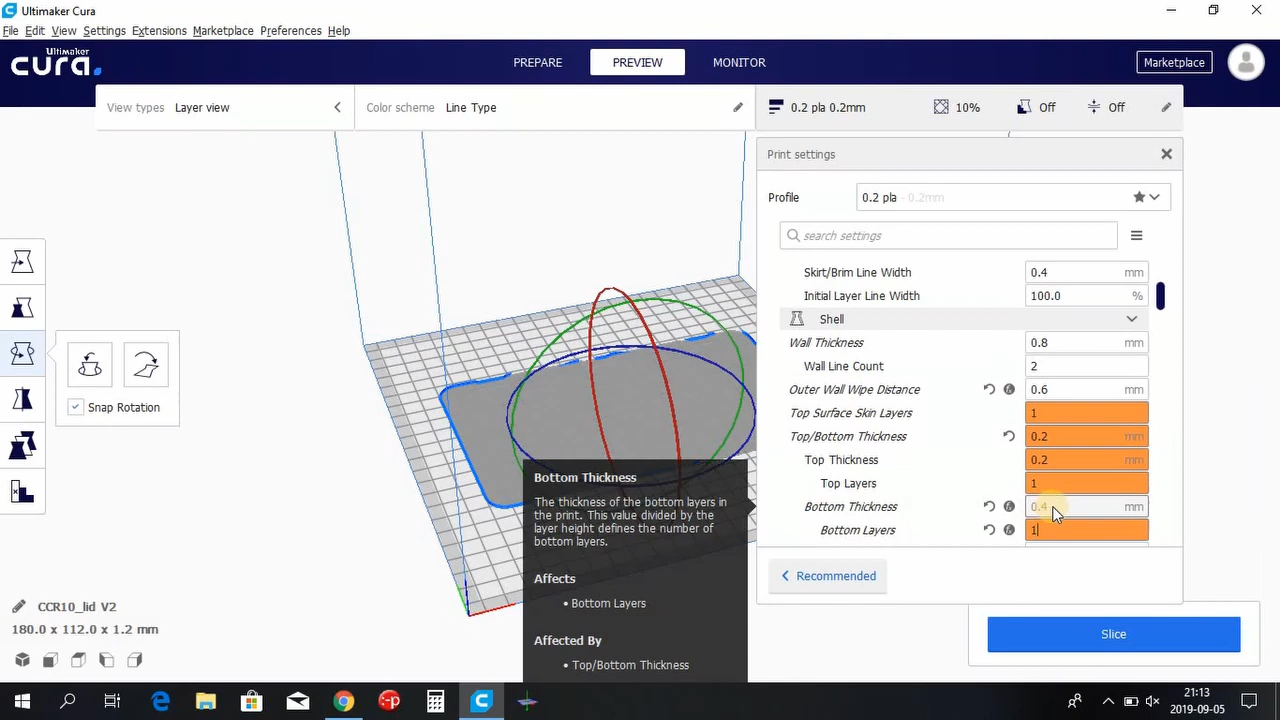 Ultimaker Cura
File Edit View Settings Extensions Marketplace Preferences Help
Ultimaker
cura.
PREPARE
PREVIEW
MONITOR
Marketplace
View types Layer view
Color scheme Line Type
0.2 pla 0.2mm
10%
Off
Off
Print settings
Profile
0.2 pla - 0.2mm
search settings
Skirt/Brim Line Width 0.4 mm
Initial Layer Line Width 100.0 %
Shell
Wall Thickness 0.8 mm
Wall Line Count 2
Outer Wall Wipe Distance 0.6 mm
Top Surface Skin Layers 1
Top/Bottom Thickness 0.2 mm
Top Thickness 0.2 mm
Top Layers 1
Bottom Thickness 0.4 mm
Bottom Layers 1
Recommended
Snap Rotation
Bottom Thickness
The thickness of the bottom layers in
the print. This value divided by the
layer height defines the number of
bottom layers.
Affects
• Bottom Layers
Affected By
• Top/Bottom Thickness
CCR10_lid V2
180.0 x 112.0 x 1.2 mm
Slice
21:13
2019-09-05